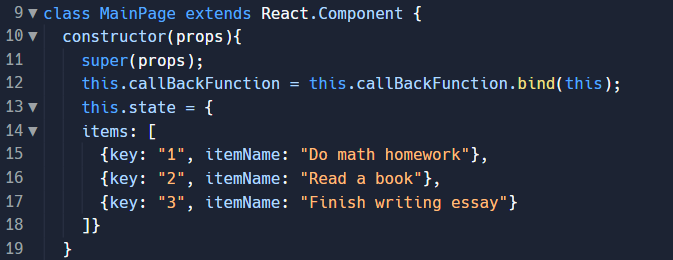 9 ▼ class MainPage extends React.Component {
10 ▼ constructor(props){
11 super(props);
12 this.callBackFunction = this.callBackFunction.bind(this);
13 ▼ this.state = {
14 ▼ items: [
15 {key: "1", itemName: "Do math homework"},
16 {key: "2", itemName: "Read a book"},
17 {key: "3", itemName: "Finish writing essay"}
18 ]}
19 }